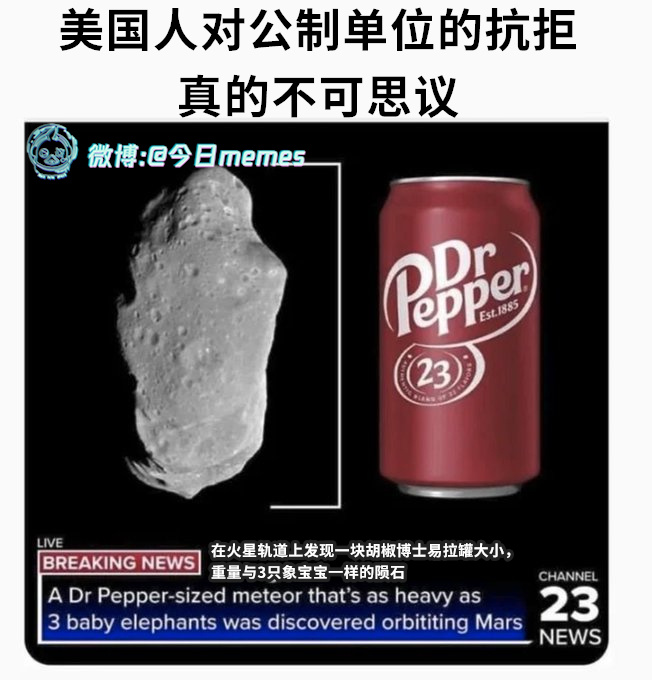 美国人对公制单位的抗拒
真的不可思议
微博:@今日memes
Dr
Pepper
Est.1885
23
LIVE
BREAKING NEWS
在火星轨道上发现一块胡椒博士易拉罐大小，
重量与3只象宝宝一样的陨石
A Dr Pepper-sized meteor that's as heavy as
3 baby elephants was discovered orbititing Mars
CHANNEL
23
NEWS